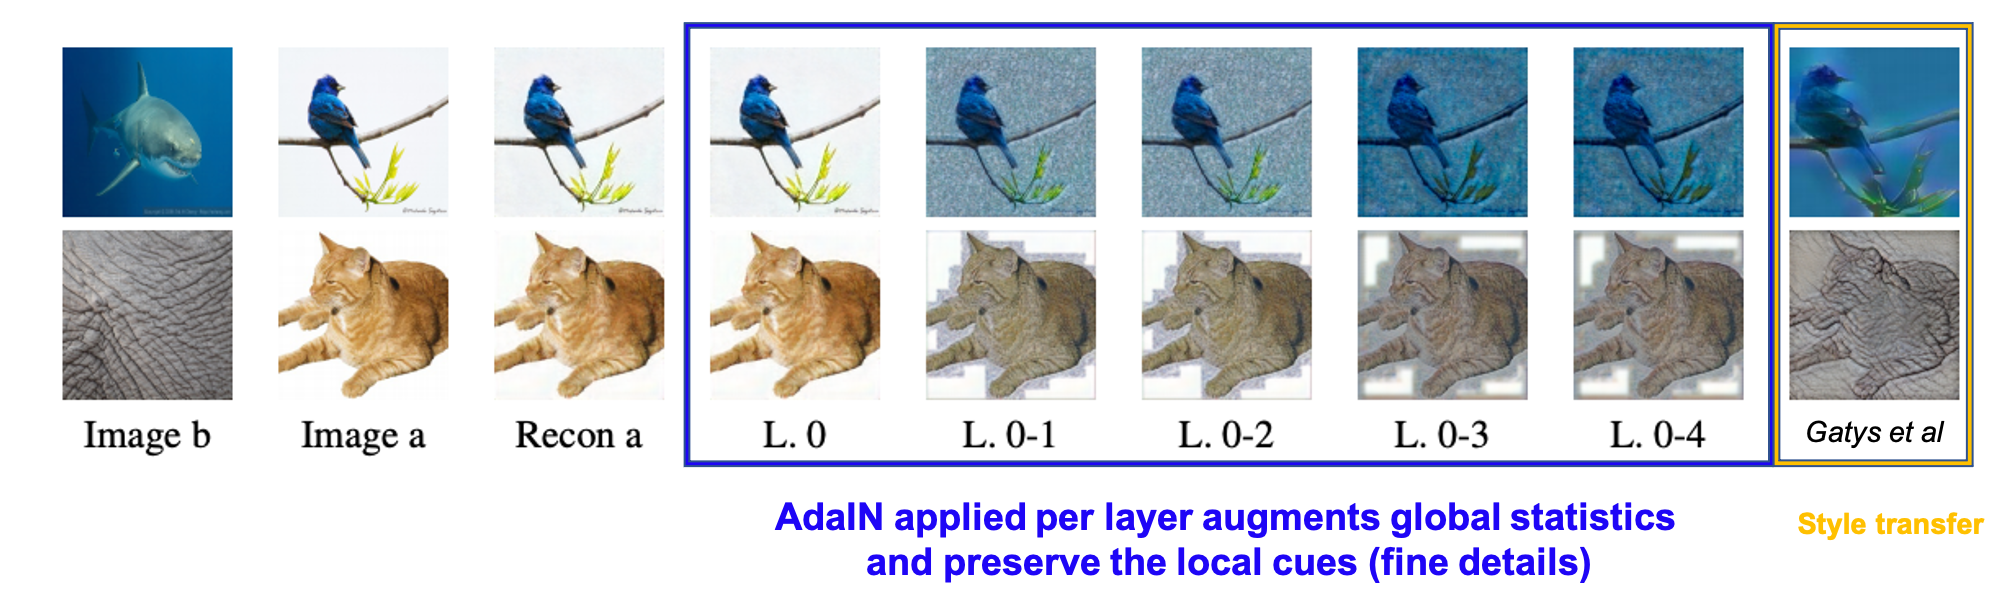 Image b
Image a
Recon a
L. 0
L. 0-1
L. 0-2
L. 0-3
L. 0-4
Gatys et al
AdaIN applied per layer augments global statistics
and preserve the local cues (fine details)
Style transfer